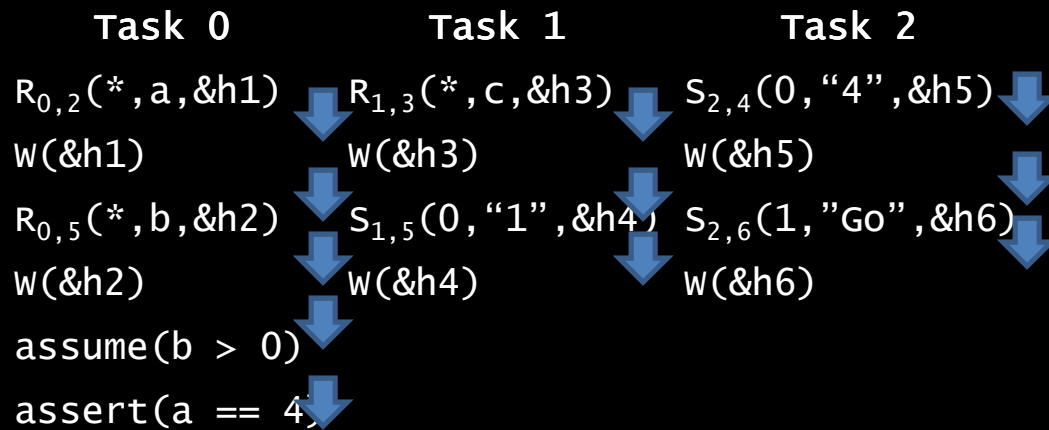 Task 0 Task 1 Task 2
R0,2(*,a,&h1) R1,3(*,c,&h3) S2,4(0,“4”,&h5)
W(&h1) W(&h3) W(&h5)
R0,5(*,b,&h2) S1,5(0,“1”,&h4) S2,6(1,”Go”,&h6)
W(&h2) W(&h4) W(&h6)
assume(b > 0)
assert(a == 4)